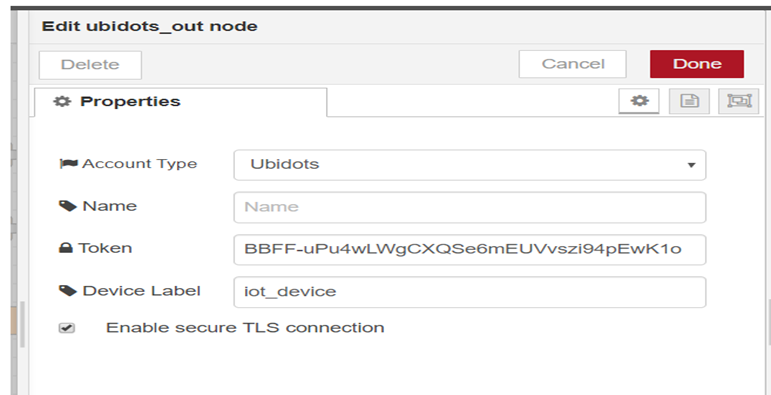 Edit ubidots_out node
Delete
Cancel
Done
Properties
Account Type
Ubidots
Name
Name
Token
BBFF-uPu4wLWgCXQSe6mEUVvszi94pEwK1o
Device Label
iot_device
Enable secure TLS connection